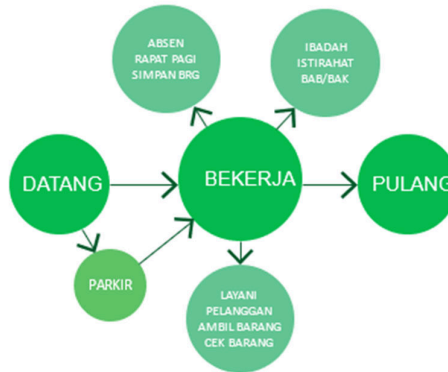 ABSEN
RAPAT PAGI
SIMPAN BRG
IBADAH
ISTIRAHAT
BAB/BAK
DATANG
BEKERJA
PULANG
PARKIR
LAYANI
PELANGGAN
AMBIL BARANG
CEK BARANG